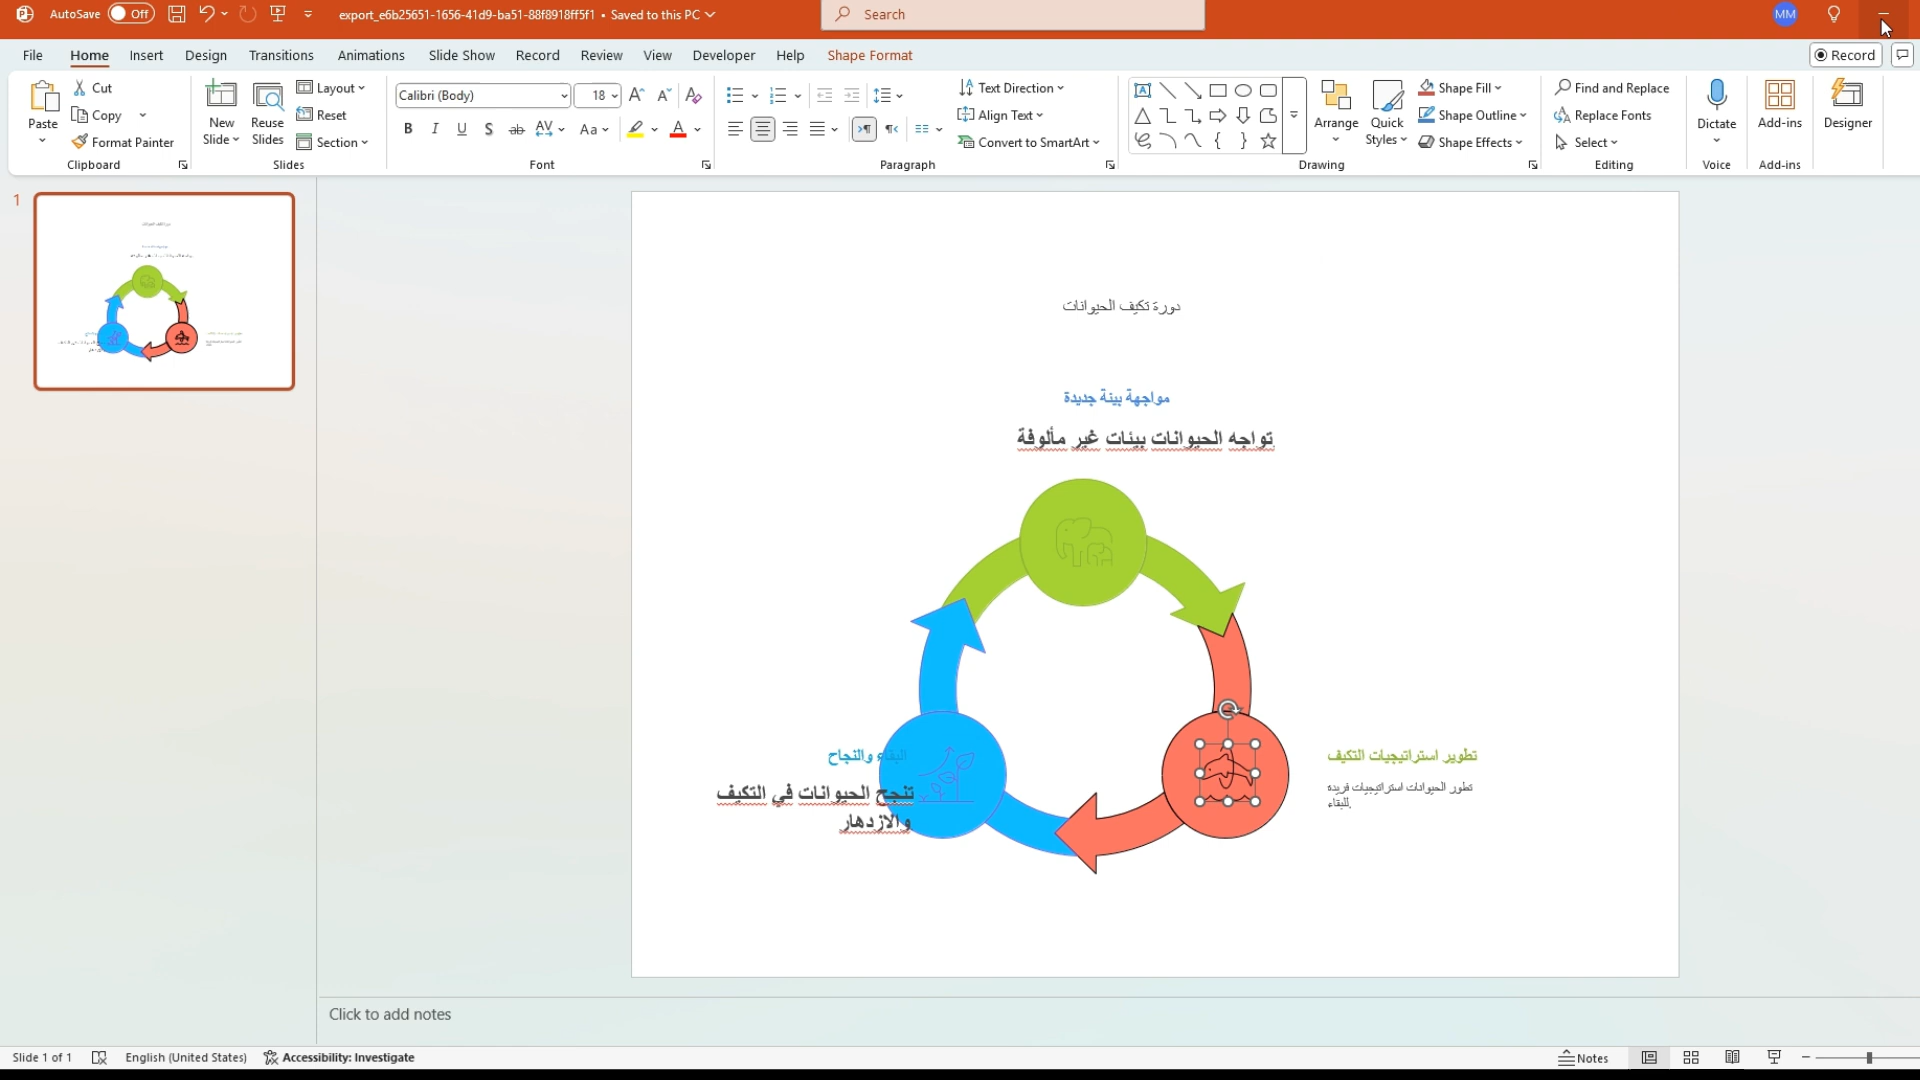 AutoSave
Off
export_e6b25651-1656-41d9-ba51-88f8918ff5f1 • Saved to this PC
Search
MM
File
Home
Insert
Design
Transitions
Animations
Slide Show
Record
Review
View
Developer
Help
Shape Format
Record
Paste
Cut
Copy
Format Painter
Clipboard
New Slide
Reuse Slides
Layout
Reset
Section
Slides
Calibri (Body)
18
Font
Text Direction
Align Text
Convert to SmartArt
Paragraph
Arrange
Quick Styles
Shape Fill
Shape Outline
Shape Effects
Drawing
Find and Replace
Replace Fonts
Select
Editing
Dictate
Voice
Add-ins
Add-ins
Designer
1
دورة تكيف الحيوانات
مواجهة بيئة جديدة
تواجه الحيوانات بيئات غير مألوفة
البقاء والنجاح
تنجح الحيوانات في التكيف
والازدهار
تطوير استراتيجيات التكيف
تطور الحيوانات استراتيجيات فريدة
للبقاء.
Click to add notes
Slide 1 of 1
English (United States)
Accessibility: Investigate
Notes